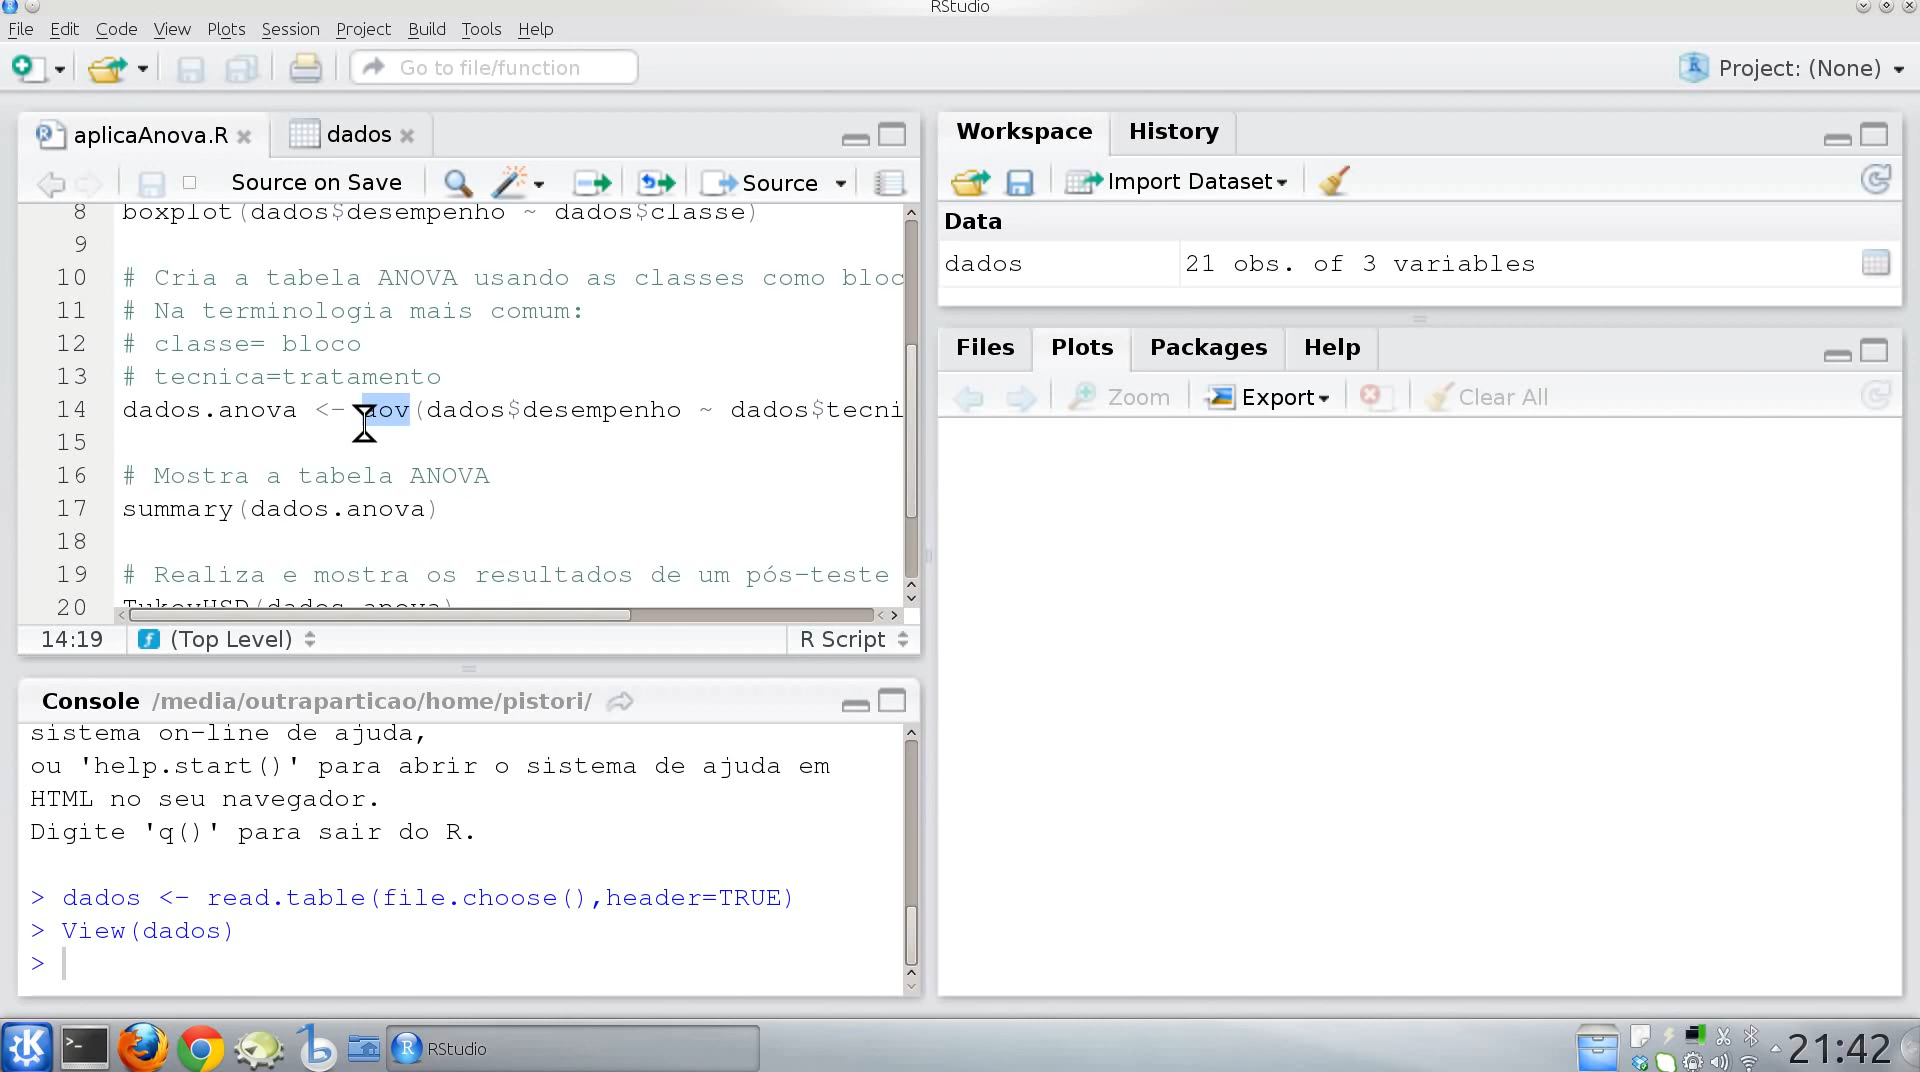 RStudio
File Edit Code View Plots Session Project Build Tools Help
Go to file/function
Project: (None)
aplicaAnova.R dados
Source on Save Source
8 boxplot(dados$desempenho ~ dados$classe)
9
10 # Cria a tabela ANOVA usando as classes como bloc
11 # Na terminologia mais comum:
12 # classe= bloco
13 # tecnica=tratamento
14 dados.anova <- aov(dados$desempenho ~ dados$tecni
15
16 # Mostra a tabela ANOVA
17 summary(dados.anova)
18
19 # Realiza e mostra os resultados de um pós-teste
20 TukeyHSD(dados.anova)
14:19 (Top Level) R Script
Console /media/outraparticao/home/pistori/
sistema on-line de ajuda,
ou 'help.start()' para abrir o sistema de ajuda em
HTML no seu navegador.
Digite 'q()' para sair do R.
> dados <- read.table(file.choose(),header=TRUE)
> View(dados)
>
Workspace History
Import Dataset
Data
dados 21 obs. of 3 variables
Files Plots Packages Help
Zoom Export Clear All
RStudio
21:42